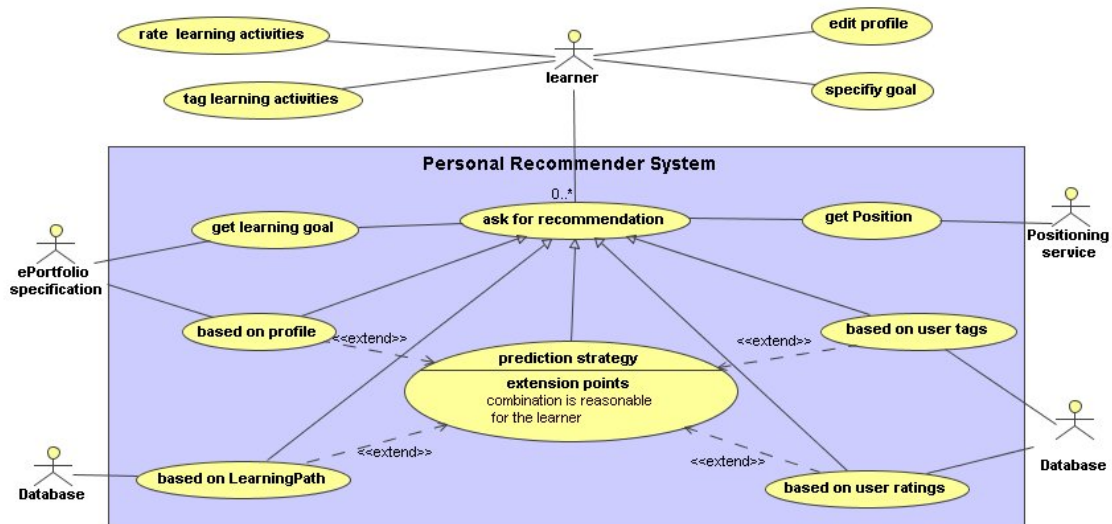 rate learning activities
edit profile
learner
tag learning activities
specifiy goal
Personal Recommender System
0..*
ask for recommendation
get learning goal
get Position
ePortfolio
specification
Positioning
service
based on profile
based on user tags
<<extend>>
<<extend>>
prediction strategy
extension points
combination is reasonable
for the learner
<<extend>>
<<extend>>
based on LearningPath
based on user ratings
Database
Database